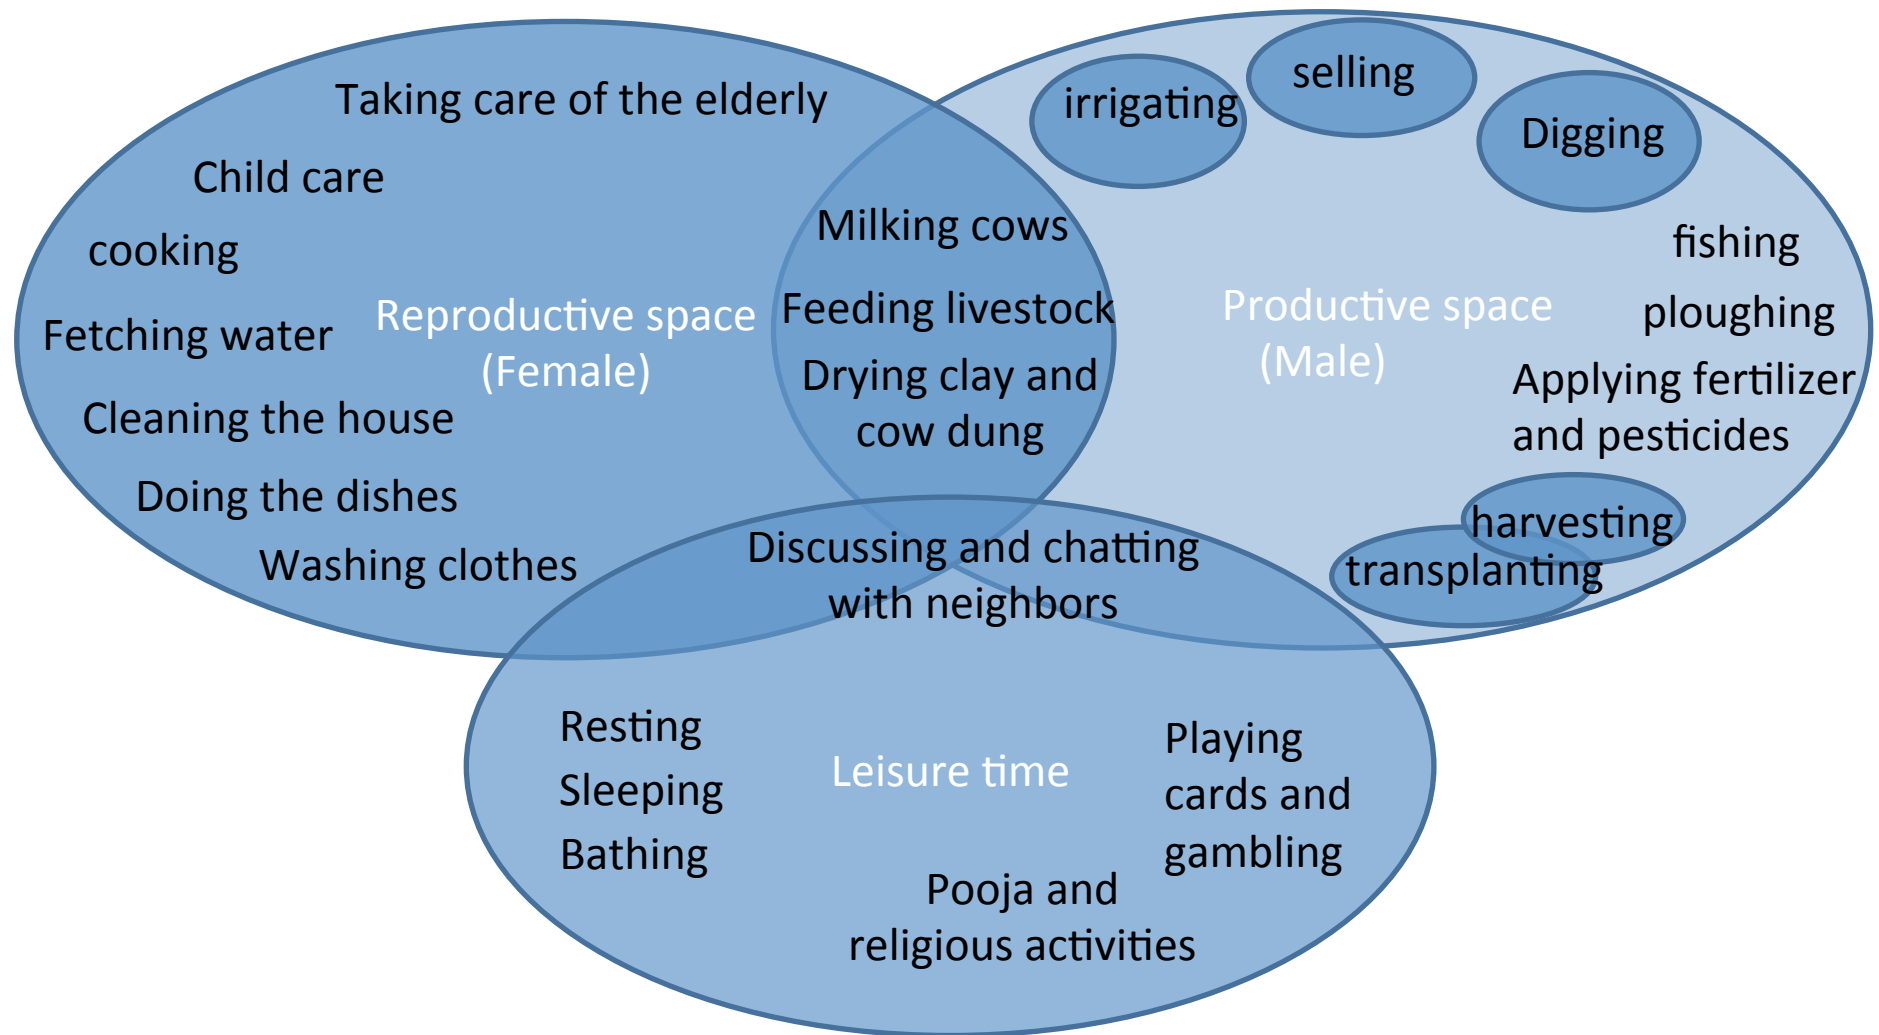 Taking care of the elderly
Child care
cooking
Fetching water
Cleaning the house
Doing the dishes
Washing clothes
Reproductive space
(Female)
Milking cows
Feeding livestock
Drying clay and
cow dung
irrigating
selling
Digging
fishing
ploughing
Applying fertilizer
and pesticides
harvesting
transplanting
Productive space
(Male)
Discussing and chatting
with neighbors
Resting
Sleeping
Bathing
Leisure time
Playing
cards and
gambling
Pooja and
religious activities